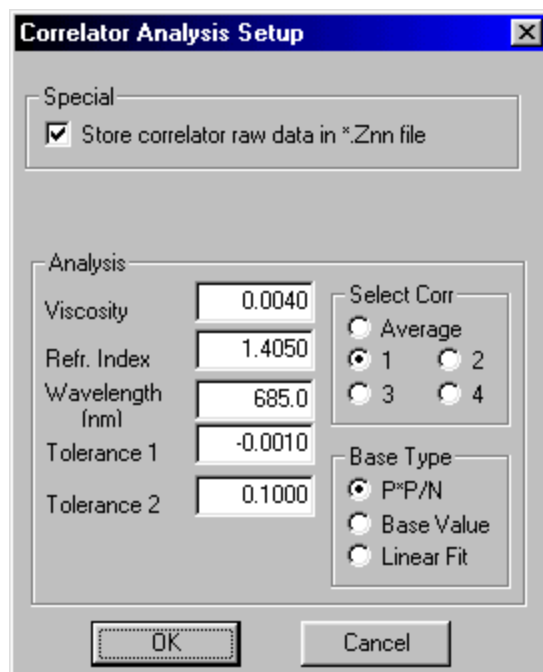 Correlator Analysis Setup
Special
Store correlator raw data in *.Znn file
Analysis
Viscosity 0.0040
Refr. Index 1.4050
Wavelength
(nm) 685.0
Tolerance 1 -0.0010
Tolerance 2 0.1000
Select Corr
Average
1 2
3 4
Base Type
P*P/N
Base Value
Linear Fit
OK Cancel